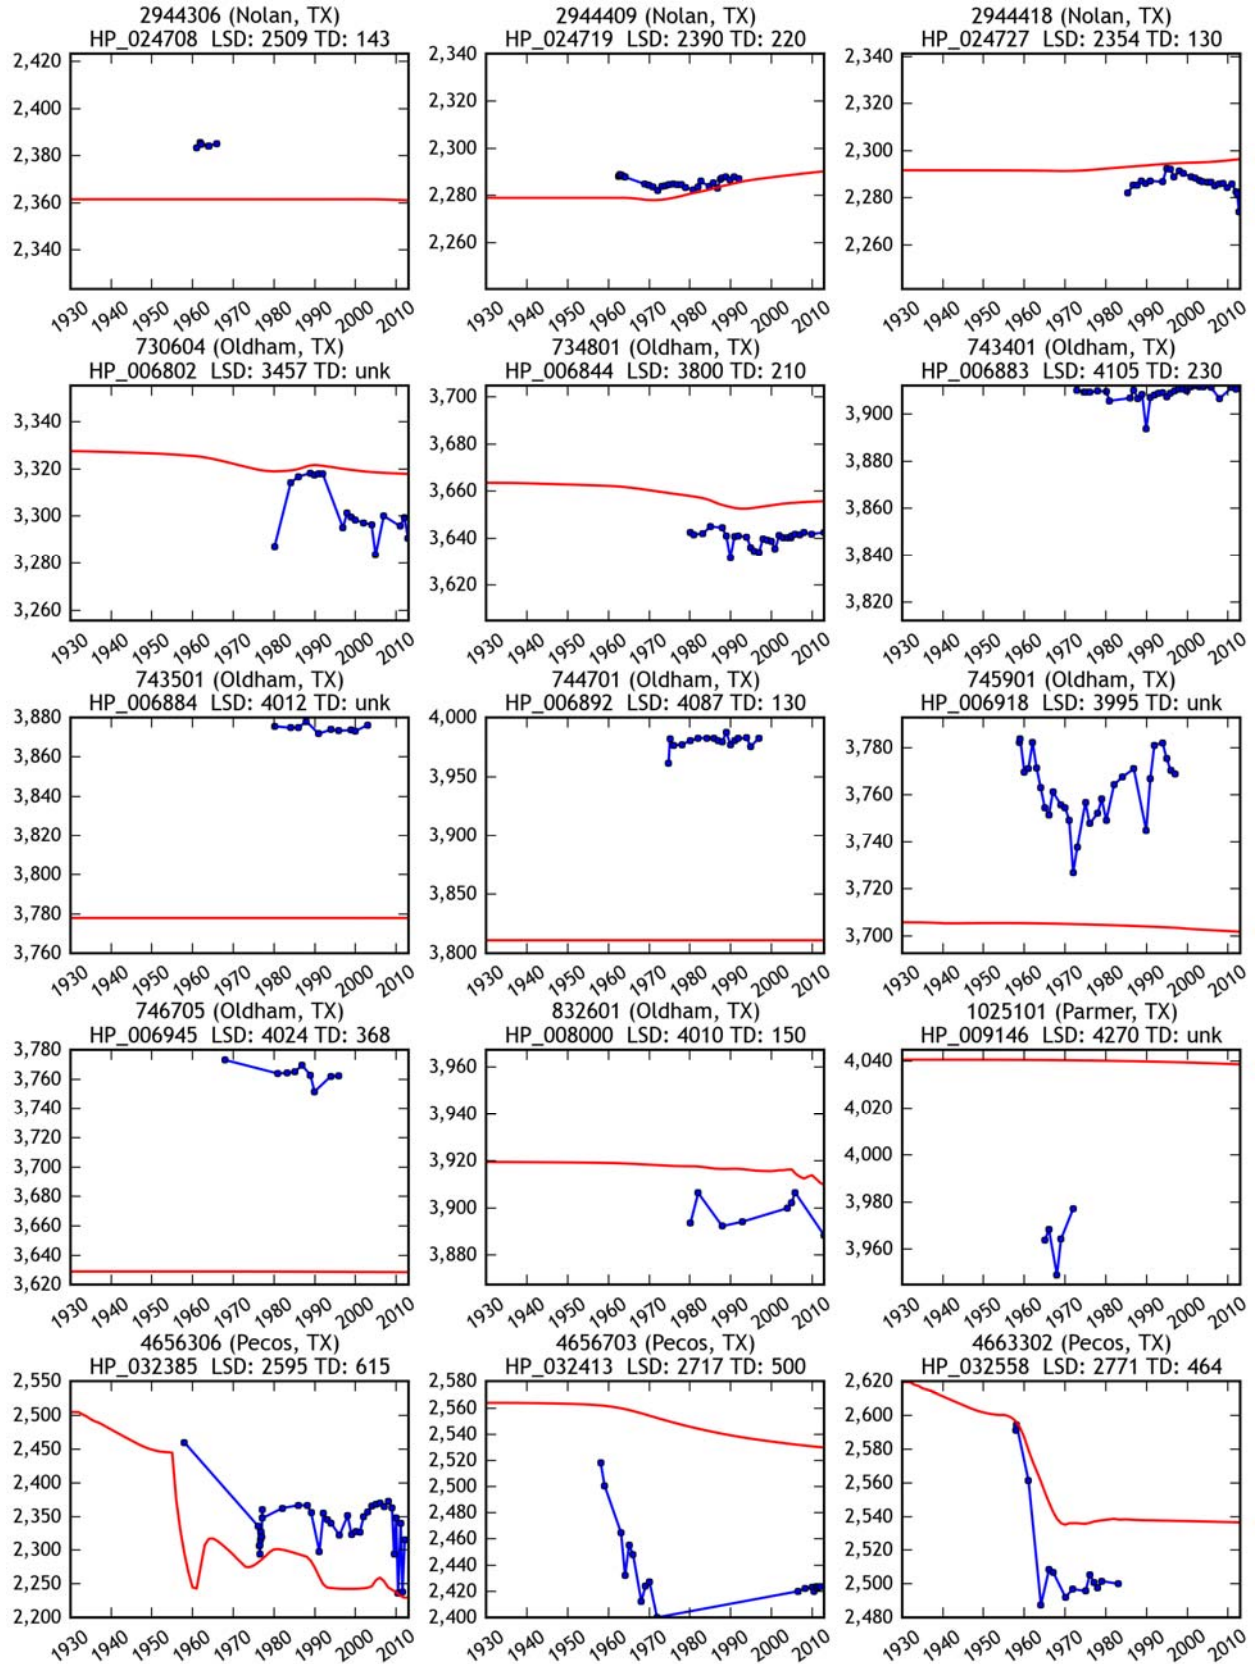 2944306 (Nolan, TX)
HP_024708 LSD: 2509 TD: 143
2,420
2,400
2,380
2,360
2,340
1930 1940 1950 1960 1970 1980 1990 2000 2010
2944409 (Nolan, TX)
HP_024719 LSD: 2390 TD: 220
2,340
2,320
2,300
2,280
2,260
1930 1940 1950 1960 1970 1980 1990 2000 2010
2944418 (Nolan, TX)
HP_024727 LSD: 2354 TD: 130
2,340
2,320
2,300
2,280
2,260
1930 1940 1950 1960 1970 1980 1990 2000 2010
730604 (Oldham, TX)
HP_006802 LSD: 3457 TD: unk
3,340
3,320
3,300
3,280
3,260
1930 1940 1950 1960 1970 1980 1990 2000 2010
734801 (Oldham, TX)
HP_006844 LSD: 3800 TD: 210
3,700
3,680
3,660
3,640
3,620
1930 1940 1950 1960 1970 1980 1990 2000 2010
743401 (Oldham, TX)
HP_006883 LSD: 4105 TD: 230
3,900
3,880
3,860
3,840
3,820
1930 1940 1950 1960 1970 1980 1990 2000 2010
743501 (Oldham, TX)
HP_006884 LSD: 4012 TD: unk
3,880
3,860
3,840
3,820
3,800
3,780
3,760
1930 1940 1950 1960 1970 1980 1990 2000 2010
744701 (Oldham, TX)
HP_006892 LSD: 4087 TD: 130
4,000
3,950
3,900
3,850
3,800
1930 1940 1950 1960 1970 1980 1990 2000 2010
745901 (Oldham, TX)
HP_006918 LSD: 3995 TD: unk
3,780
3,760
3,740
3,720
3,700
1930 1940 1950 1960 1970 1980 1990 2000 2010
746705 (Oldham, TX)
HP_006945 LSD: 4024 TD: 368
3,780
3,760
3,740
3,720
3,700
3,680
3,660
3,640
3,620
1930 1940 1950 1960 1970 1980 1990 2000 2010
832601 (Oldham, TX)
HP_008000 LSD: 4010 TD: 150
3,960
3,940
3,920
3,900
3,880
1930 1940 1950 1960 1970 1980 1990 2000 2010
1025101 (Parmer, TX)
HP_009146 LSD: 4270 TD: unk
4,040
4,020
4,000
3,980
3,960
1930 1940 1950 1960 1970 1980 1990 2000 2010
4656306 (Pecos, TX)
HP_032385 LSD: 2595 TD: 615
2,550
2,500
2,450
2,400
2,350
2,300
2,250
2,200
1930 1940 1950 1960 1970 1980 1990 2000 2010
4656703 (Pecos, TX)
HP_032413 LSD: 2717 TD: 500
2,580
2,560
2,540
2,520
2,500
2,480
2,460
2,440
2,420
2,400
1930 1940 1950 1960 1970 1980 1990 2000 2010
4663302 (Pecos, TX)
HP_032558 LSD: 2771 TD: 464
2,620
2,600
2,580
2,560
2,540
2,520
2,500
2,480
1930 1940 1950 1960 1970 1980 1990 2000 2010